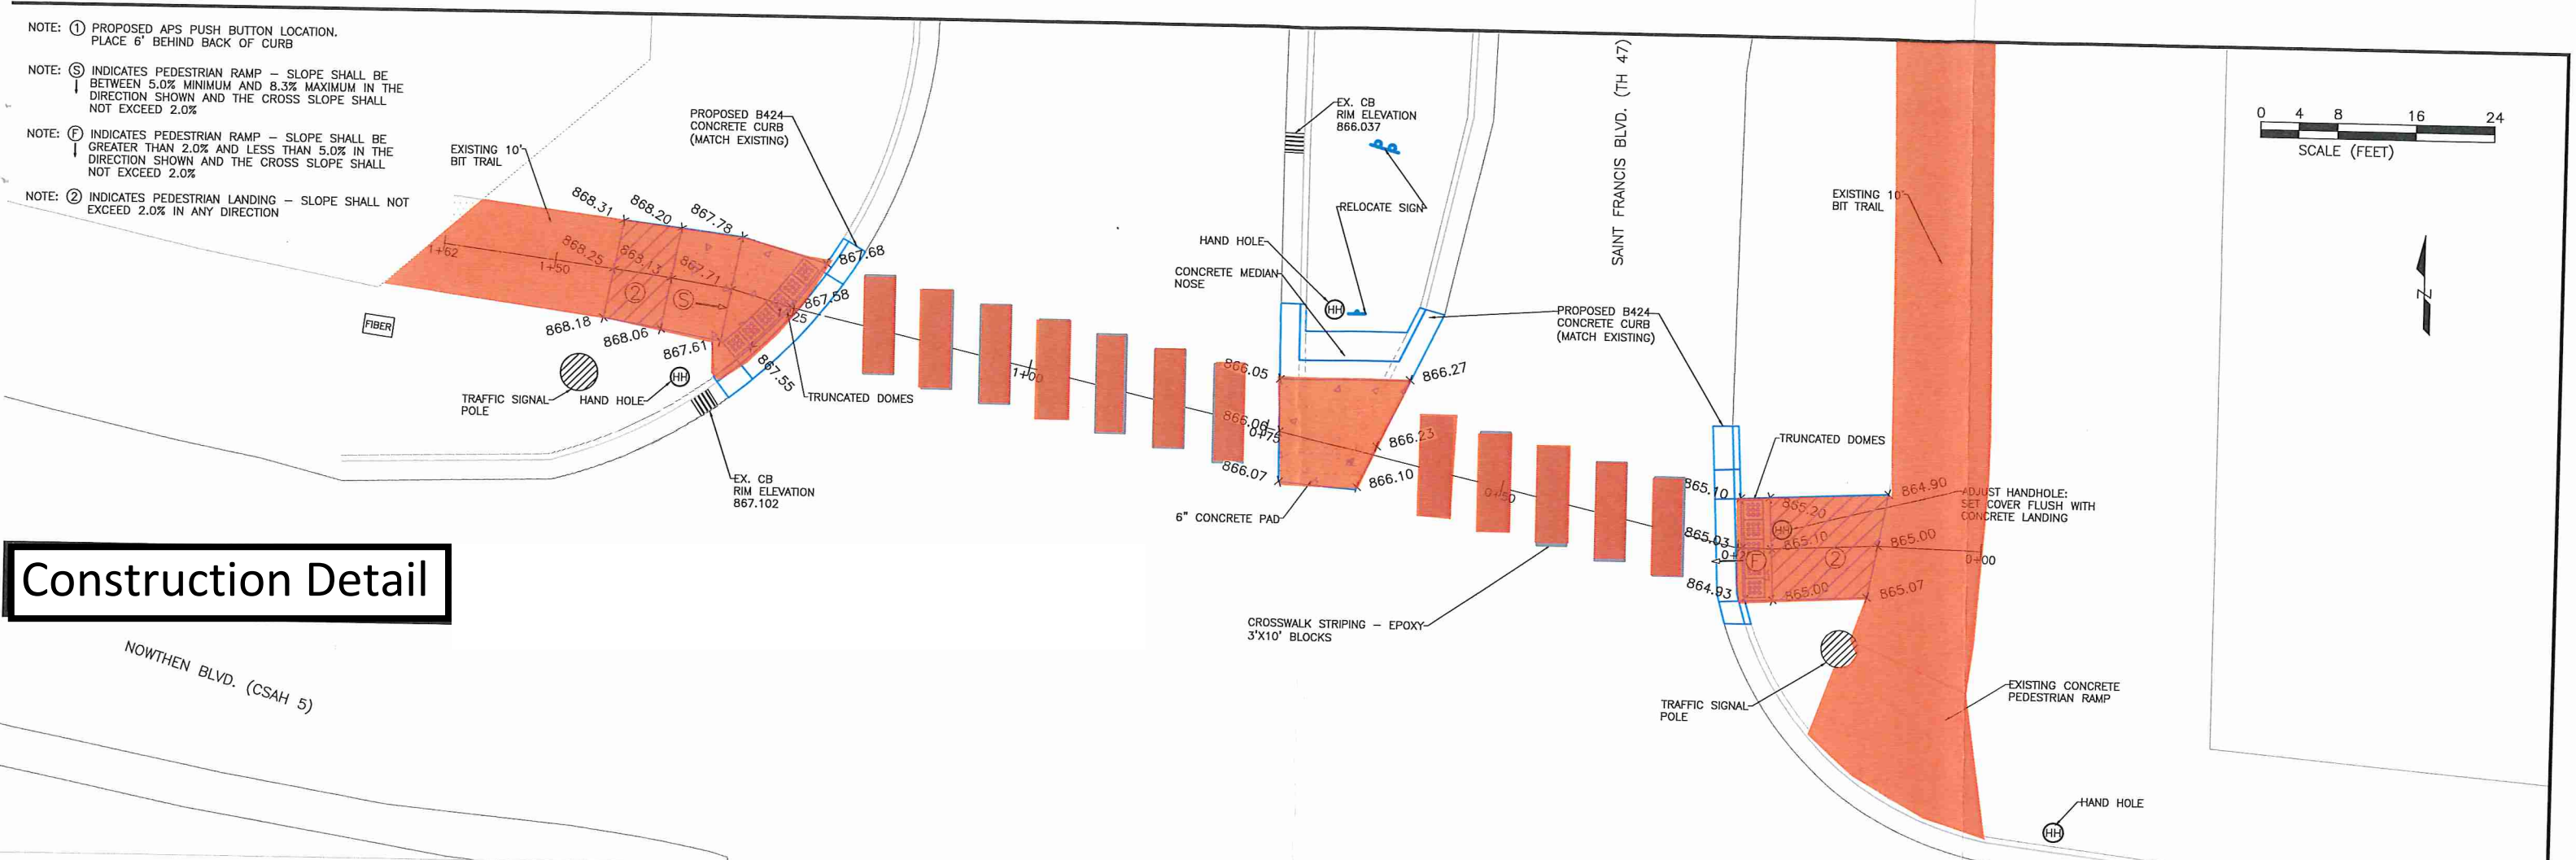 NOTE: 1 PROPOSED APS PUSH BUTTON LOCATION.
PLACE 6' BEHIND BACK OF CURB
NOTE: S INDICATES PEDESTRIAN RAMP – SLOPE SHALL BE
BETWEEN 5.0% MINIMUM AND 8.3% MAXIMUM IN THE
DIRECTION SHOWN AND THE CROSS SLOPE SHALL
NOT EXCEED 2.0%
NOTE: F INDICATES PEDESTRIAN RAMP – SLOPE SHALL BE
GREATER THAN 2.0% AND LESS THAN 5.0% IN THE
DIRECTION SHOWN AND THE CROSS SLOPE SHALL
NOT EXCEED 2.0%
NOTE: 2 INDICATES PEDESTRIAN LANDING – SLOPE SHALL NOT
EXCEED 2.0% IN ANY DIRECTION
EXISTING 10'
BIT TRAIL
PROPOSED B424
CONCRETE CURB
(MATCH EXISTING)
868.31
868.20
867.78
867.68
1+62
1+50
868.25
868.13
867.71
867.58
1+25
2
S
868.18
868.06
867.61
867.55
FIBER
TRAFFIC SIGNAL
POLE
HAND HOLE
HH
TRUNCATED DOMES
EX. CB
RIM ELEVATION
867.102
1+00
EX. CB
RIM ELEVATION
866.037
RELOCATE SIGN
HAND HOLE
HH
CONCRETE MEDIAN
NOSE
866.05
866.27
866.06
0+75
866.23
866.07
866.10
6" CONCRETE PAD
SAINT FRANCIS BLVD. (TH 47)
PROPOSED B424
CONCRETE CURB
(MATCH EXISTING)
0+50
CROSSWALK STRIPING – EPOXY
3'X10' BLOCKS
EXISTING 10'
BIT TRAIL
TRUNCATED DOMES
865.10
865.20
864.90
HH
ADJUST HANDHOLE:
SET COVER FLUSH WITH
CONCRETE LANDING
865.03
865.10
865.00
F
2
0+00
864.93
865.00
865.07
TRAFFIC SIGNAL
POLE
EXISTING CONCRETE
PEDESTRIAN RAMP
HAND HOLE
HH
0 4 8 16 24
SCALE (FEET)
N
Construction Detail
NOWTHEN BLVD. (CSAH 5)